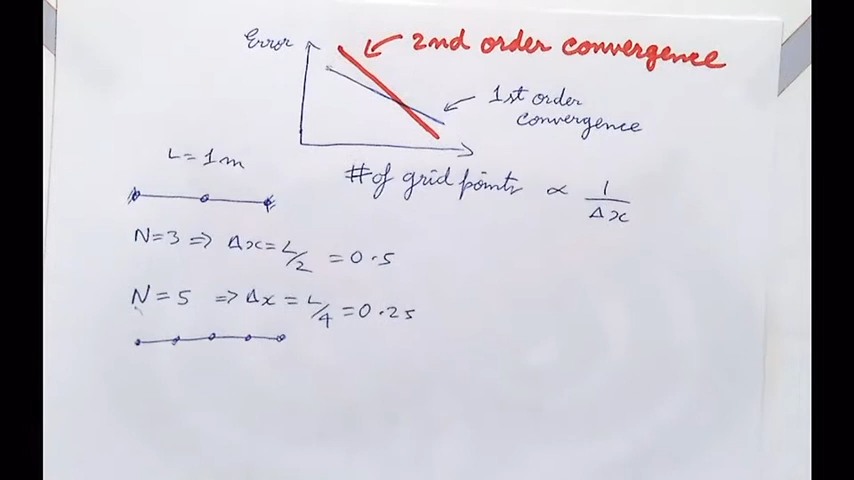 Error
2nd order convergence
1st order
convergence
# of grid points ∝ 1/Δx
L = 1m
N = 3 ⇒ Δx = L/2 = 0.5
N = 5 ⇒ Δx = L/4 = 0.25